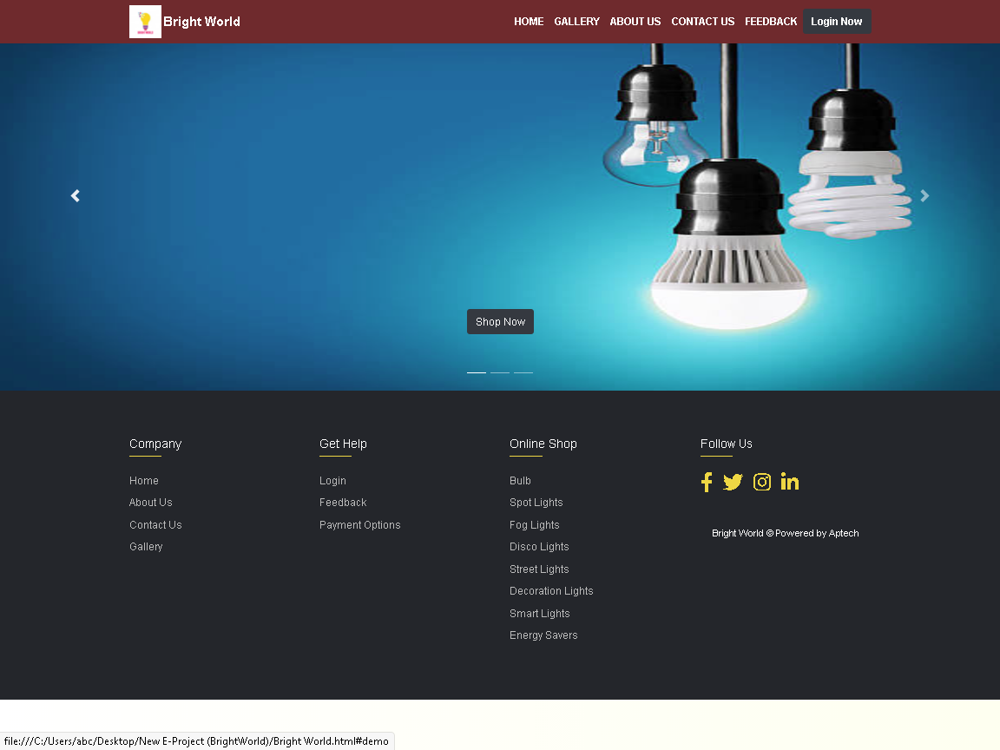 Bright World
HOME GALLERY ABOUT US CONTACT US FEEDBACK Login Now
Shop Now
Company
Home
About Us
Contact Us
Gallery
Get Help
Login
Feedback
Payment Options
Online Shop
Bulb
Spot Lights
Fog Lights
Disco Lights
Street Lights
Decoration Lights
Smart Lights
Energy Savers
Follow Us
Bright World © Powered by Aptech
file:///C:/Users/abc/Desktop/New E-Project (BrightWorld)/Bright World.html#demo